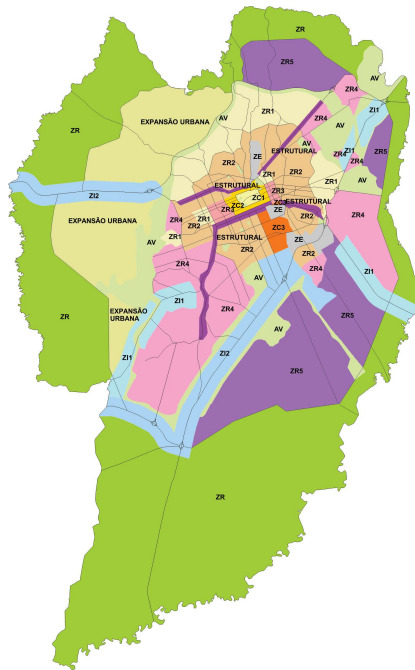 ZR
ZR5
AV
ZR4
ZR
AV
ZR1
EXPANSÃO URBANA
ZR4
AV
ZI1
ZI1
ESTRUTURAL
ZR4
ZR5
ZR4
ZR2
ZE
ZR2
ZR1
ZR1
AV
ZI2
ESTRUTURAL
ZR3
ZC1
ZC2
ESTRUTURAL
ZR3
ZE
ZR2
ZR4
ZR1
ZR4
EXPANSÃO URBANA
ZR2
ZC3
ZR1
ESTRUTURAL
ZE
AV
ZR2
ZR2
ZR4
AV
ZI1
ZI1
EXPANSÃO
URBANA
ZR4
ZR
ZR5
AV
ZI2
ZI1
ZR5
ZR